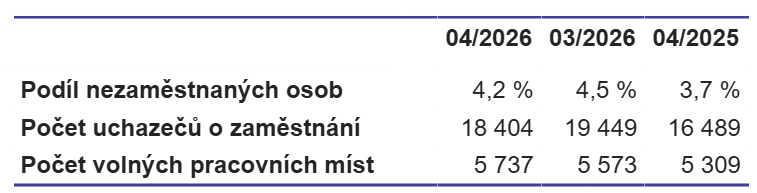 04/2026 03/2026 04/2025
Podíl nezaměstnaných osob 4,2 % 4,5 % 3,7 %
Počet uchazečů o zaměstnání 18 404 19 449 16 489
Počet volných pracovních míst 5 737 5 573 5 309